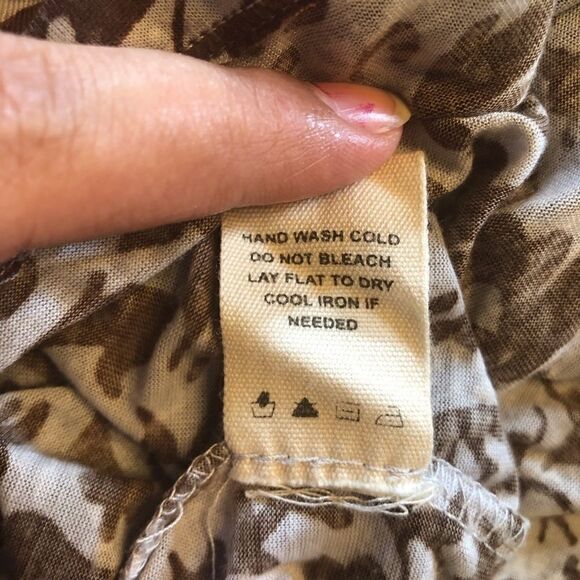 HAND WASH COLD
DO NOT BLEACH
LAY FLAT TO DRY
COOL IRON IF
NEEDED